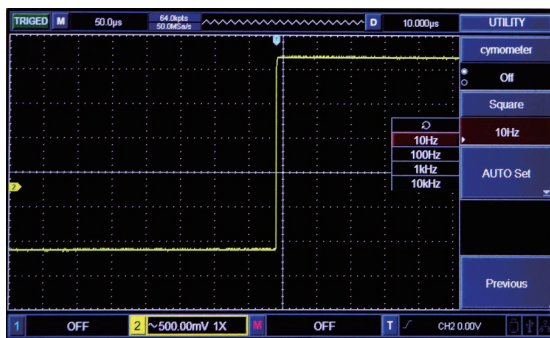 TRIGED M 50.0µs 64.0kpts D 10.000µs UTILITY
50.0MSa/s
cymometer
Off
Square
10Hz
10Hz
100Hz
1kHz
10kHz
AUTO Set
2
Previous
1 OFF 2 ~500.00mV 1X M OFF T CH2 0.00V